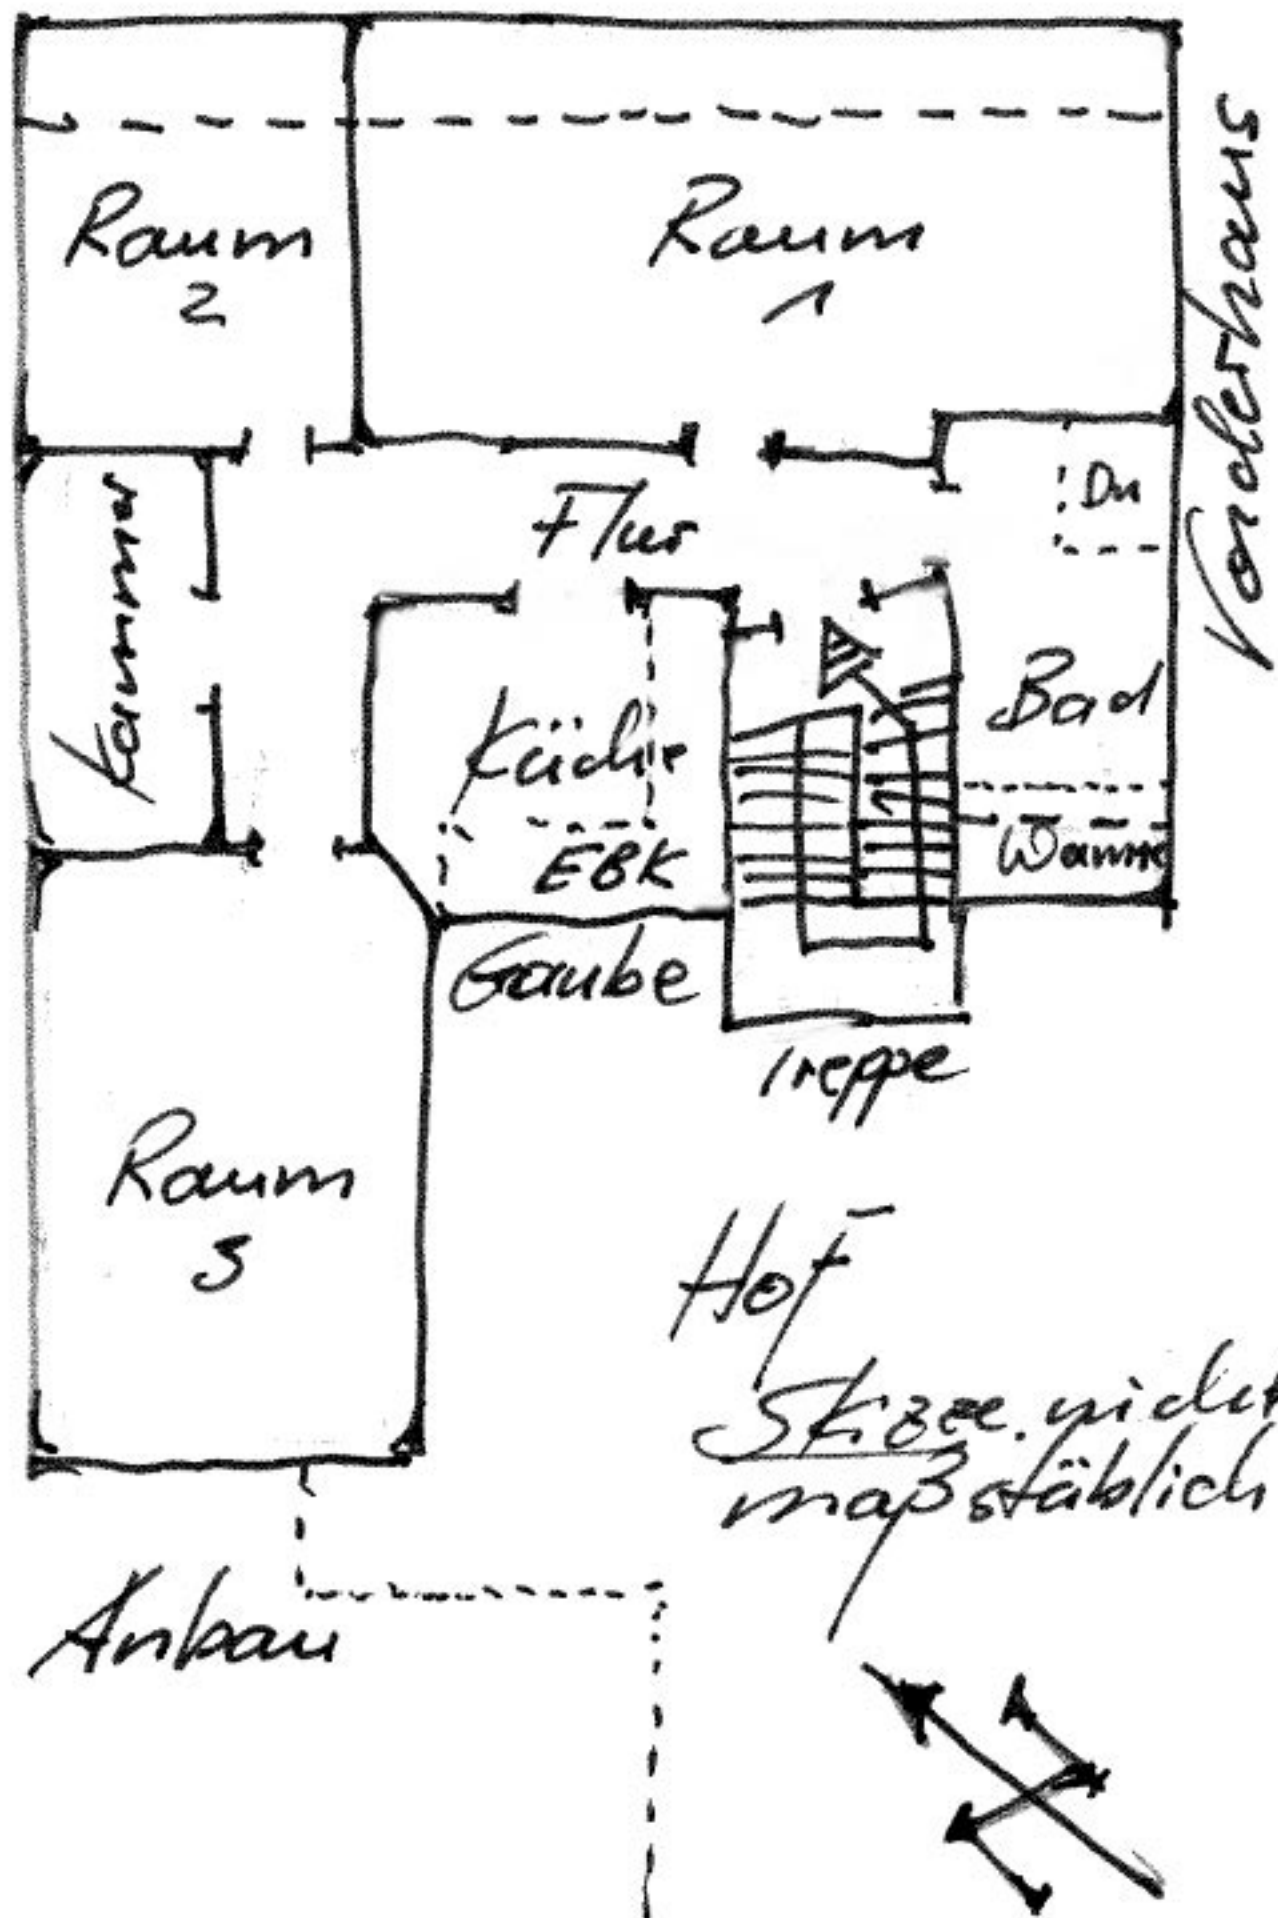 Raum
2
Raum
1
Vorderhaus
Flur
Du
Kammer
Küche
Bad
EBK
Wanne
Gaube
Treppe
Raum
3
Hof
Skizze. nicht
maßstäblich
Anbau
N